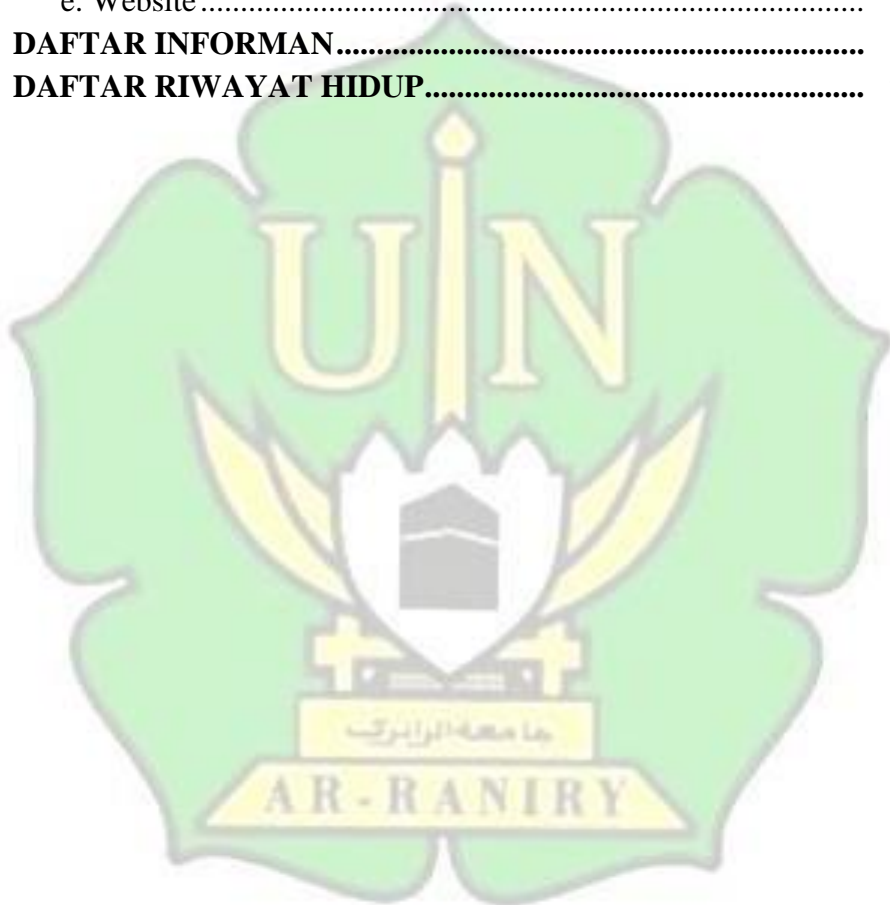 e. Website................................................................................
DAFTAR INFORMAN...................................................................
DAFTAR RIWAYAT HIDUP.......................................................
UIN
جامعة الرانري
AR-RANIRY